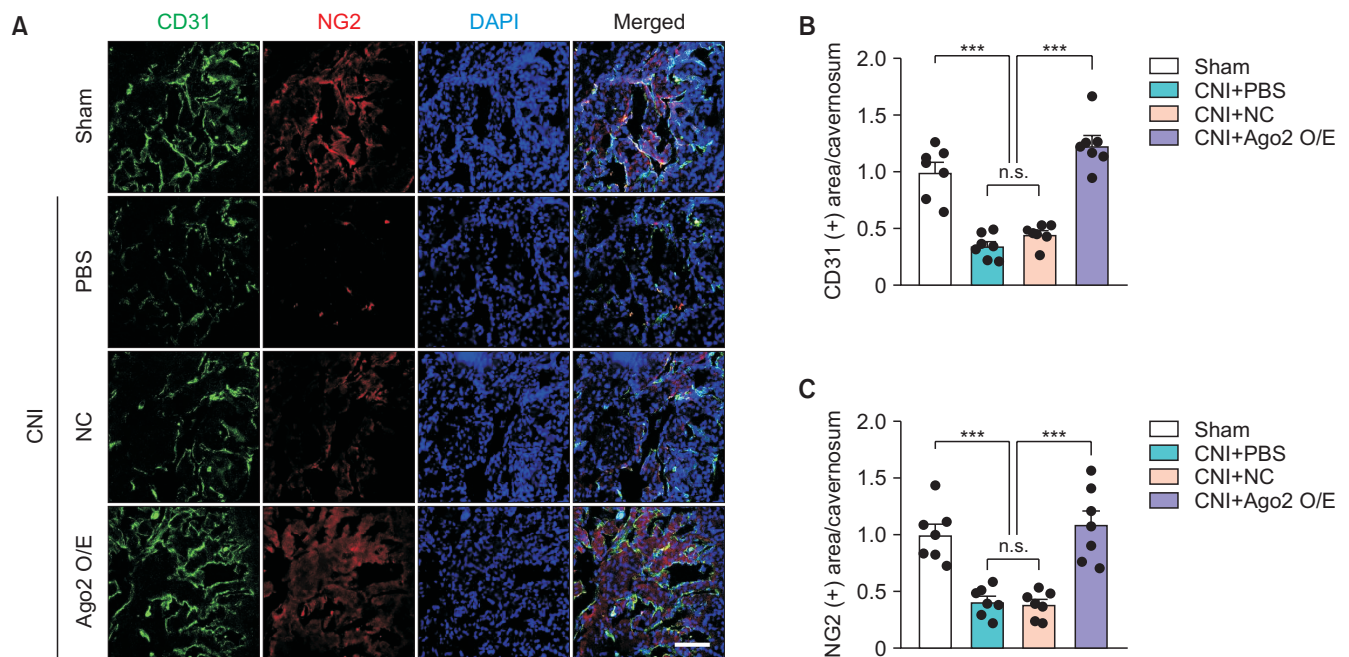 A
CD31 NG2 DAPI Merged
Sham
CNI
PBS
NC
Ago2 O/E
B
CD31 (+) area/cavernosum
2.0
1.5
1.0
0.5
0
*** ***
n.s.
Sham
CNI+PBS
CNI+NC
CNI+Ago2 O/E
C
NG2 (+) area/cavernosum
2.0
1.5
1.0
0.5
0
*** ***
n.s.
Sham
CNI+PBS
CNI+NC
CNI+Ago2 O/E